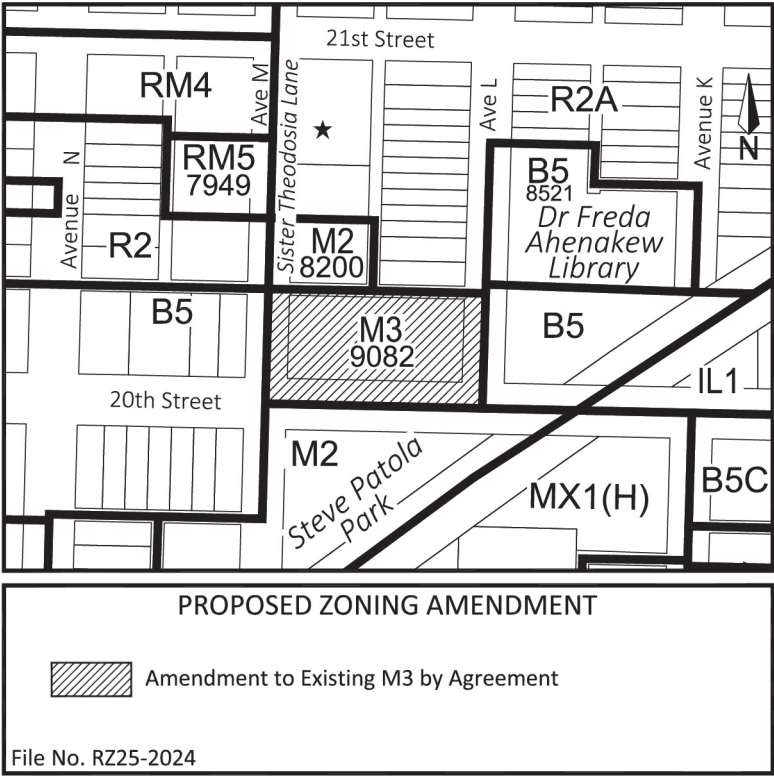 21st Street
RM4
Ave M
Sister Theodosia Lane
Ave L
R2A
Avenue K
N
RM5
7949
Avenue N
R2
M2
8200
B5
8521
Dr Freda
Ahenakew
Library
B5
M3
9082
B5
IL1
20th Street
M2
Steve Patola
Park
MX1(H)
B5C
PROPOSED ZONING AMENDMENT
Amendment to Existing M3 by Agreement
File No. RZ25-2024